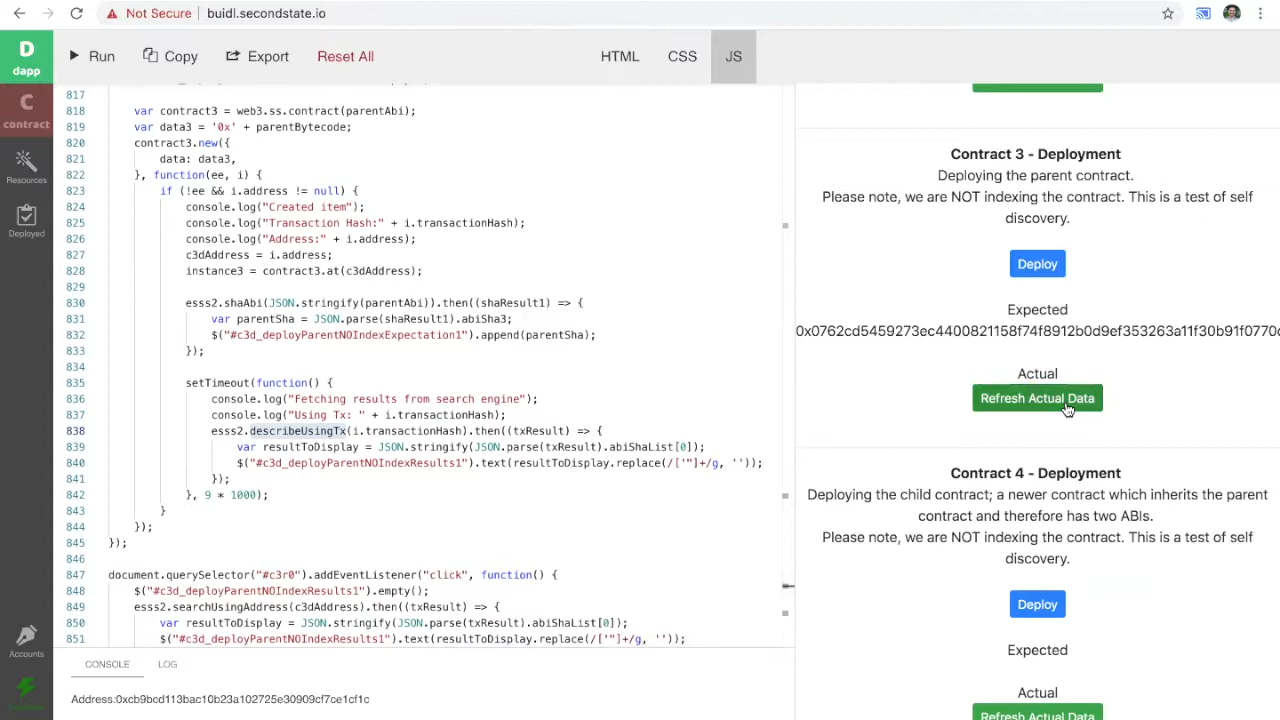 Not Secure
buidl.secondstate.io
D
dapp
Run
Copy
Export
Reset All
HTML
CSS
JS
C
contract
Resources
Deployed
Accounts
817
818 var contract3 = web3.ss.contract(parentAbi);
819 var data3 = '0x' + parentBytecode;
820 contract3.new({
821 data: data3,
822 }, function(ee, i) {
823 if (!ee && i.address != null) {
824 console.log("Created item");
825 console.log("Transaction Hash:" + i.transactionHash);
826 console.log("Address:" + i.address);
827 c3dAddress = i.address;
828 instance3 = contract3.at(c3dAddress);
829
830 esss2.shaAbi(JSON.stringify(parentAbi)).then((shaResult1) => {
831 var parentSha = JSON.parse(shaResult1).abiSha3;
832 $("#c3d_deployParentNOIndexExpectation1").append(parentSha);
833 });
834
835 setTimeout(function() {
836 console.log("Fetching results from search engine");
837 console.log("Using Tx: " + i.transactionHash);
838 esss2.describeUsingTx(i.transactionHash).then((txResult) => {
839 var resultToDisplay = JSON.stringify(JSON.parse(txResult).abiShaList[0]);
840 $("#c3d_deployParentNOIndexResults1").text(resultToDisplay.replace(/['"]+/g, ''));
841 });
842 }, 9 * 1000);
843 }
844 });
845 });
846
847 document.querySelector("#c3r0").addEventListener("click", function() {
848 $("#c3d_deployParentNOIndexResults1").empty();
849 esss2.searchUsingAddress(c3dAddress).then((txResult) => {
850 var resultToDisplay = JSON.stringify(JSON.parse(txResult).abiShaList[0]);
851 $("#c3d_deployParentNOIndexResults1").text(resultToDisplay.replace(/['"]+/g, ''));
CONSOLE
LOG
Address:0xcb9bcd113bac10b23a102725e30909cf7ce1cf1c
Contract 3 - Deployment
Deploying the parent contract.
Please note, we are NOT indexing the contract. This is a test of self
discovery.
Deploy
Expected
0x0762cd5459273ec4400821158f74f8912b0d9ef353263a11f30b91f0770
Actual
Refresh Actual Data
Contract 4 - Deployment
Deploying the child contract; a newer contract which inherits the parent
contract and therefore has two ABIs.
Please note, we are NOT indexing the contract. This is a test of self
discovery.
Deploy
Expected
Actual
Refresh Actual Data